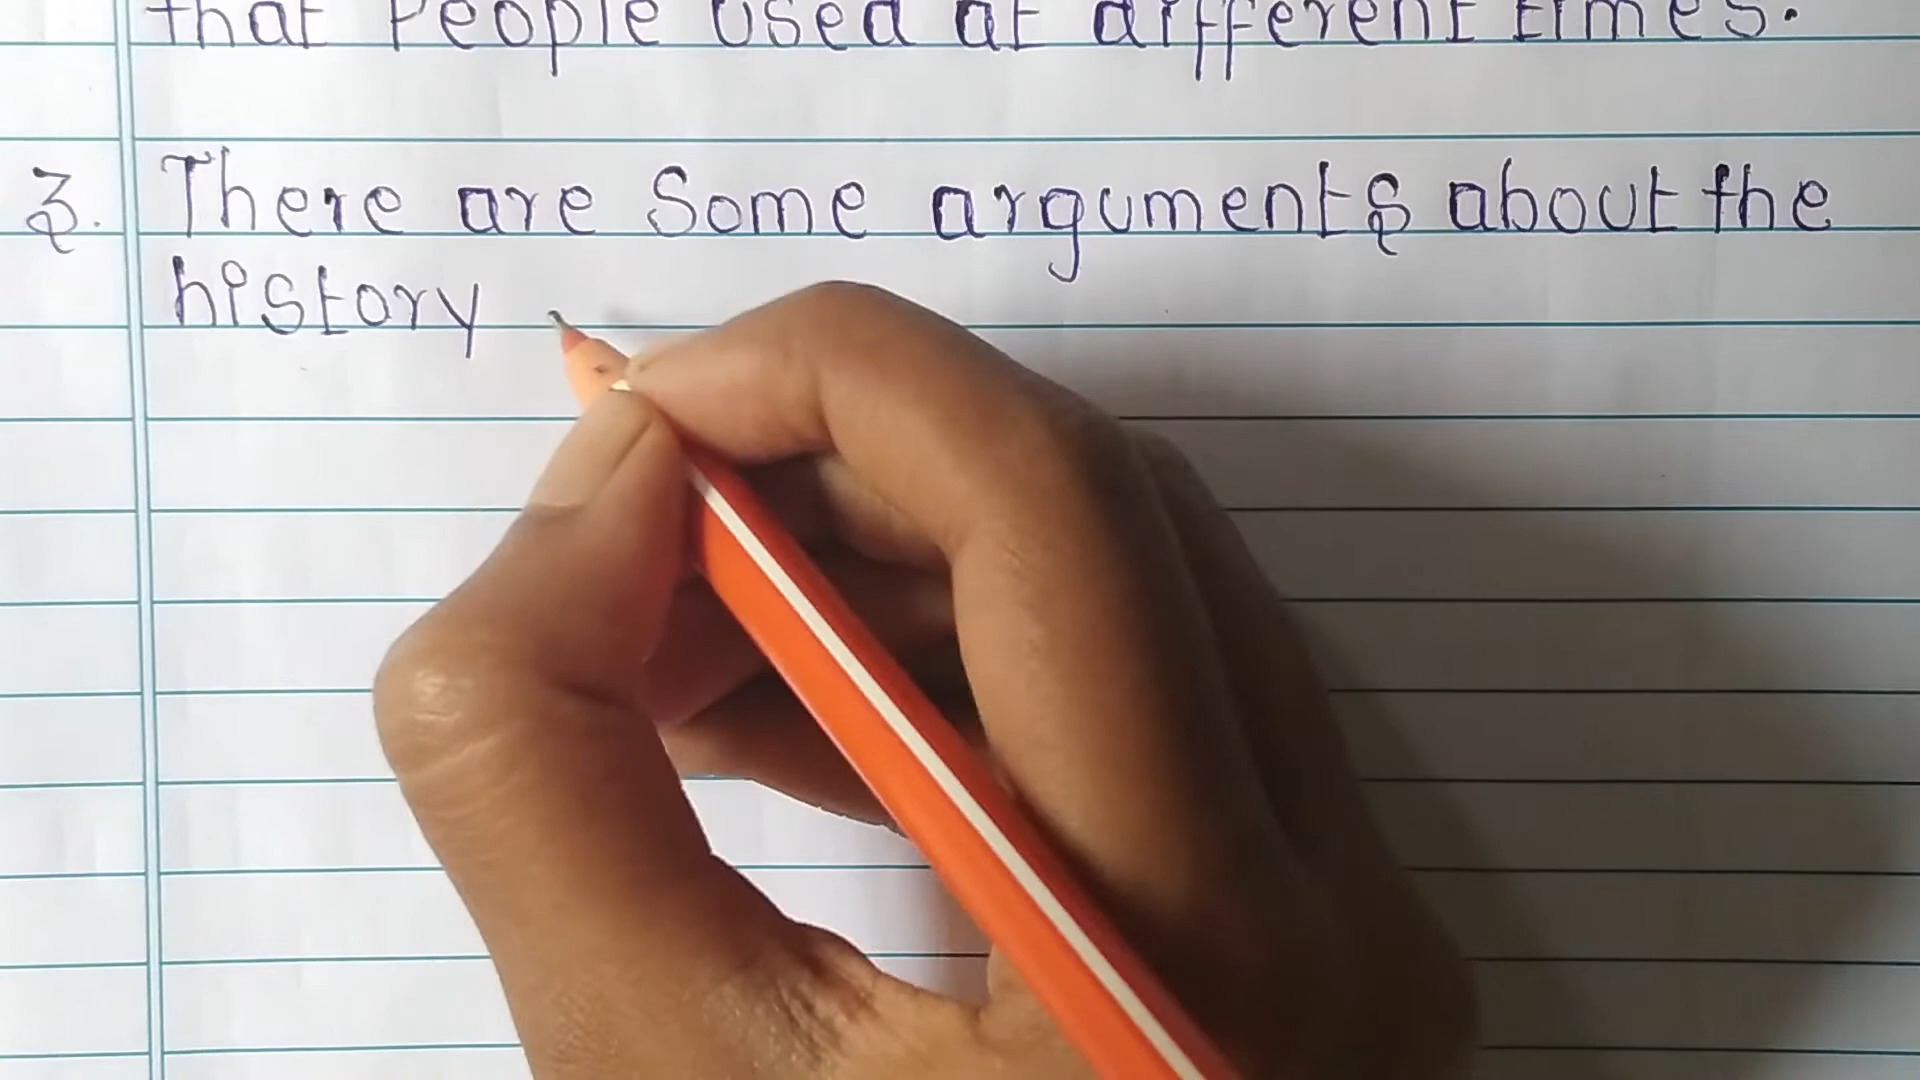 that People used at different times.
3. There are Some arguments about the
history